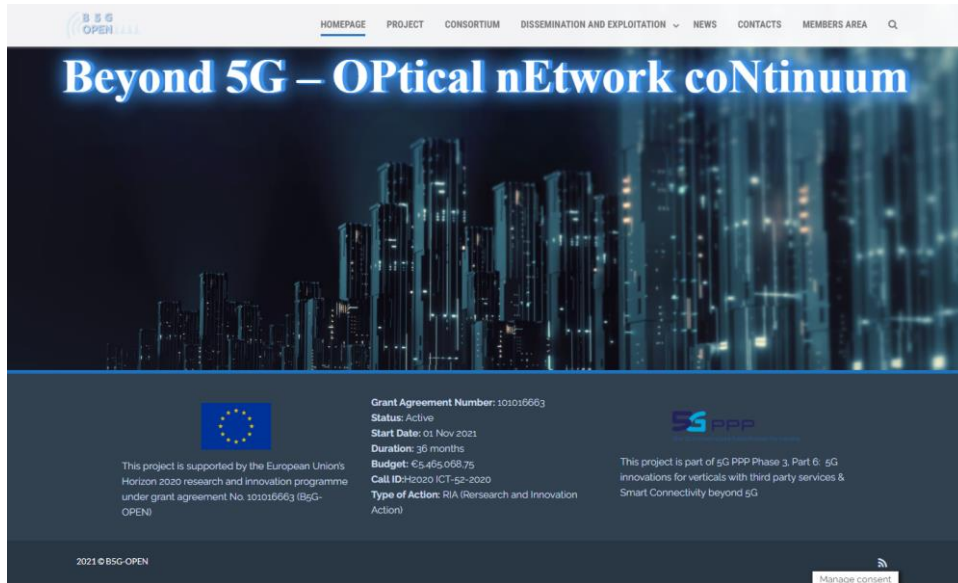 B 5 G
OPEN
HOMEPAGE PROJECT CONSORTIUM DISSEMINATION AND EXPLOITATION NEWS CONTACTS MEMBERS AREA
Beyond 5G – OPtical nEtwork coNtinuum
This project is supported by the European Union's
Horizon 2020 research and innovation programme
under grant agreement No. 101016663 (B5G-
OPEN)
Grant Agreement Number: 101016663
Status: Active
Start Date: 01 Nov 2021
Duration: 36 months
Budget: €5.465.068,75
Call ID:H2020 ICT-52-2020
Type of Action: RIA (Rersearch and Innovation
Action)
5G PPP
This project is part of 5G PPP Phase 3, Part 6: 5G
innovations for verticals with third party services &
Smart Connectivity beyond 5G
2021 © B5G-OPEN
Manage consent